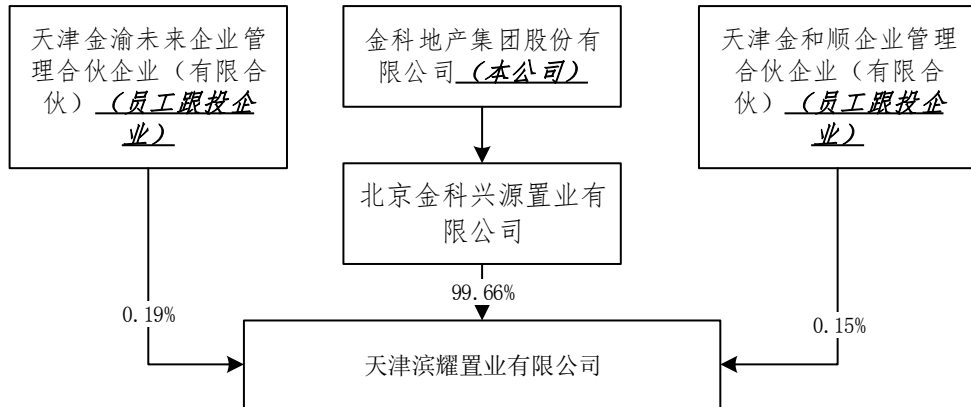 天津金渝未来企业管
理合伙企业（有限合
伙）（员工跟投企
业）
金科地产集团股份有
限公司（本公司）
天津金和顺企业管理
合伙企业（有限合
伙）（员工跟投企
业）
北京金科兴源置业有
限公司
0.19%
99.66%
0.15%
天津滨耀置业有限公司